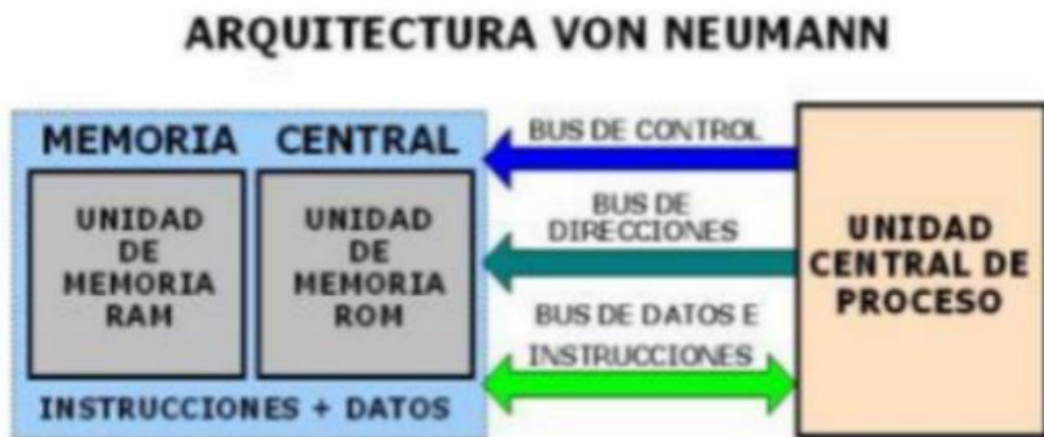 ARQUITECTURA VON NEUMANN
MEMORIA CENTRAL
UNIDAD
DE
MEMORIA
RAM
UNIDAD
DE
MEMORIA
ROM
INSTRUCCIONES + DATOS
BUS DE CONTROL
BUS DE
DIRECCIONES
BUS DE DATOS E
INSTRUCCIONES
UNIDAD
CENTRAL DE
PROCESO